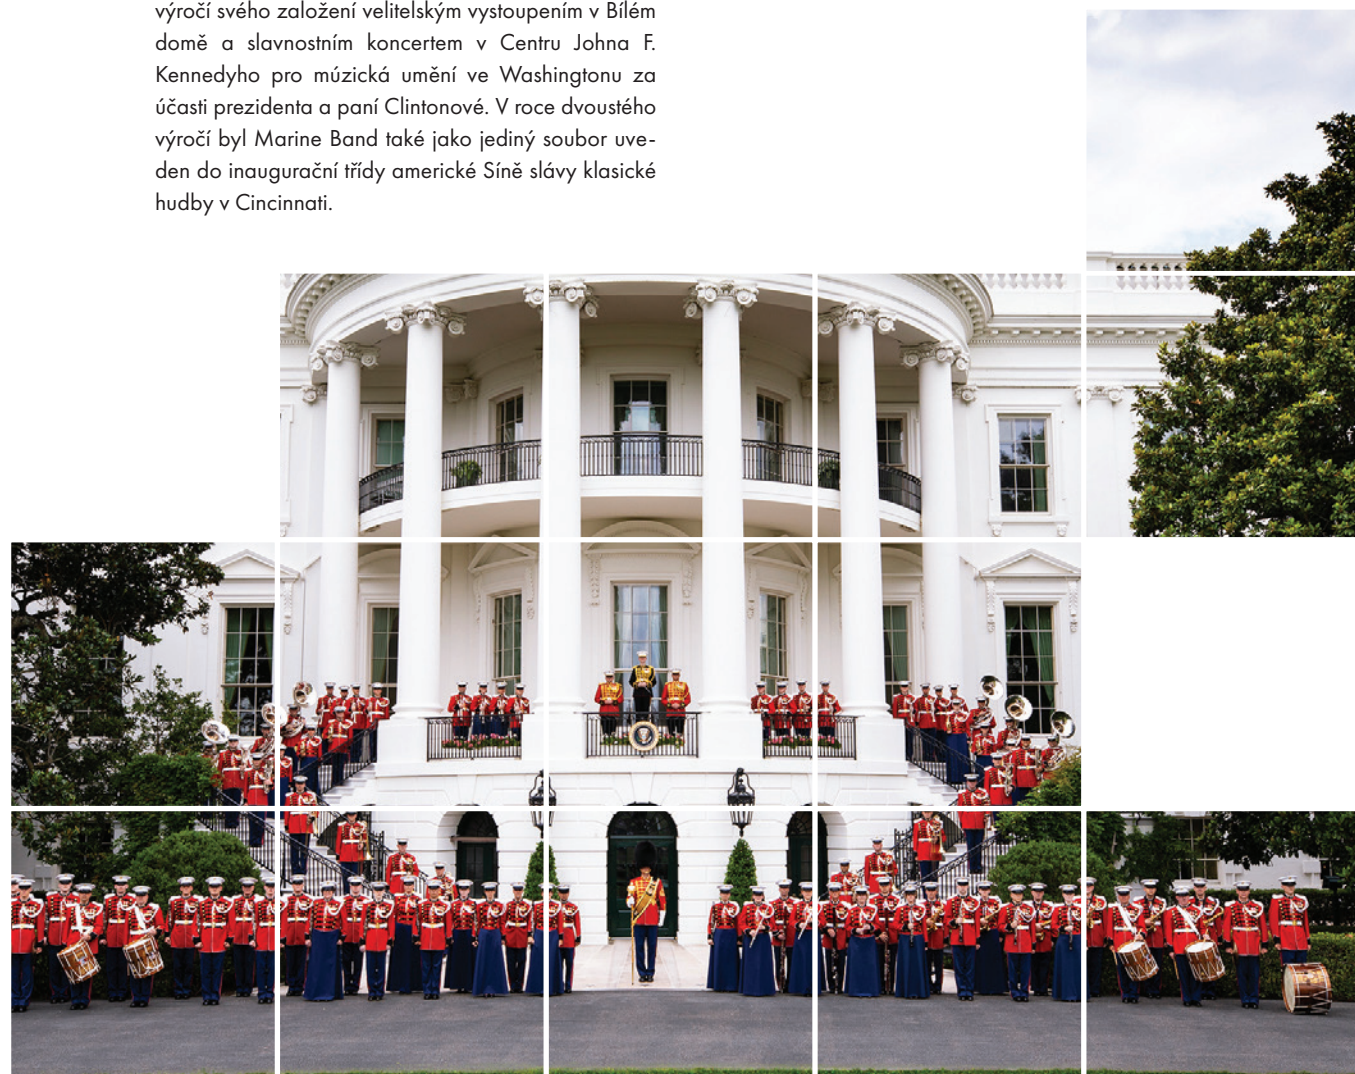 výročí svého založení velitelským vystoupením v Bílém
domě a slavnostním koncertem v Centru Johna F.
Kennedyho pro múzická umění ve Washingtonu za
účasti prezidenta a paní Clintonové. V roce dvoustého
výročí byl Marine Band také jako jediný soubor uve-
den do inaugurační třídy americké Síně slávy klasické
hudby v Cincinnati.